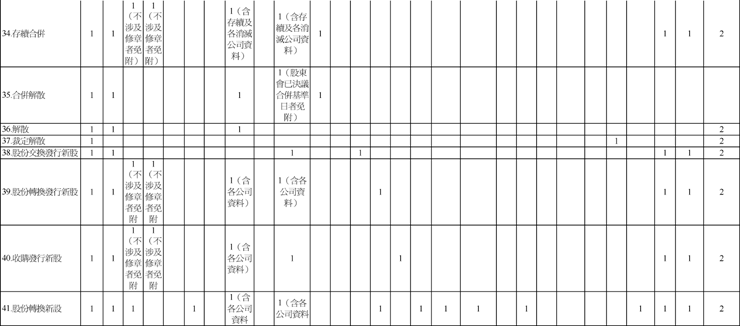 34.存續合併 1 1 1（不涉及修章者免附） 1（不涉及修章者免附） 1（含存續及各消滅公司資料） 1（含存續及各消滅公司資料） 1 1 1 2
35.合併解散 1 1 1 1（股東會已決議合併基準日者免附） 1 2
36.解散 1 1 1 2
37.裁定解散 1 1 2
38.股份交換發行新股 1 1 1 1 1 1 2
39.股份轉換發行新股 1 1 1（不涉及修章者免附 1（不涉及修章者免附 1（含各公司資料） 1（含各公司資料） 1 1 1 2
40.收購發行新股 1 1 1（不涉及修章者免附 1（不涉及修章者免附 1（含各公司資料） 1 1 1 1 2
41.股份轉換新設 1 1 1 1 1（含各公司資料 1（含各公司資料 1 1 1 1 1 1 1 1 2